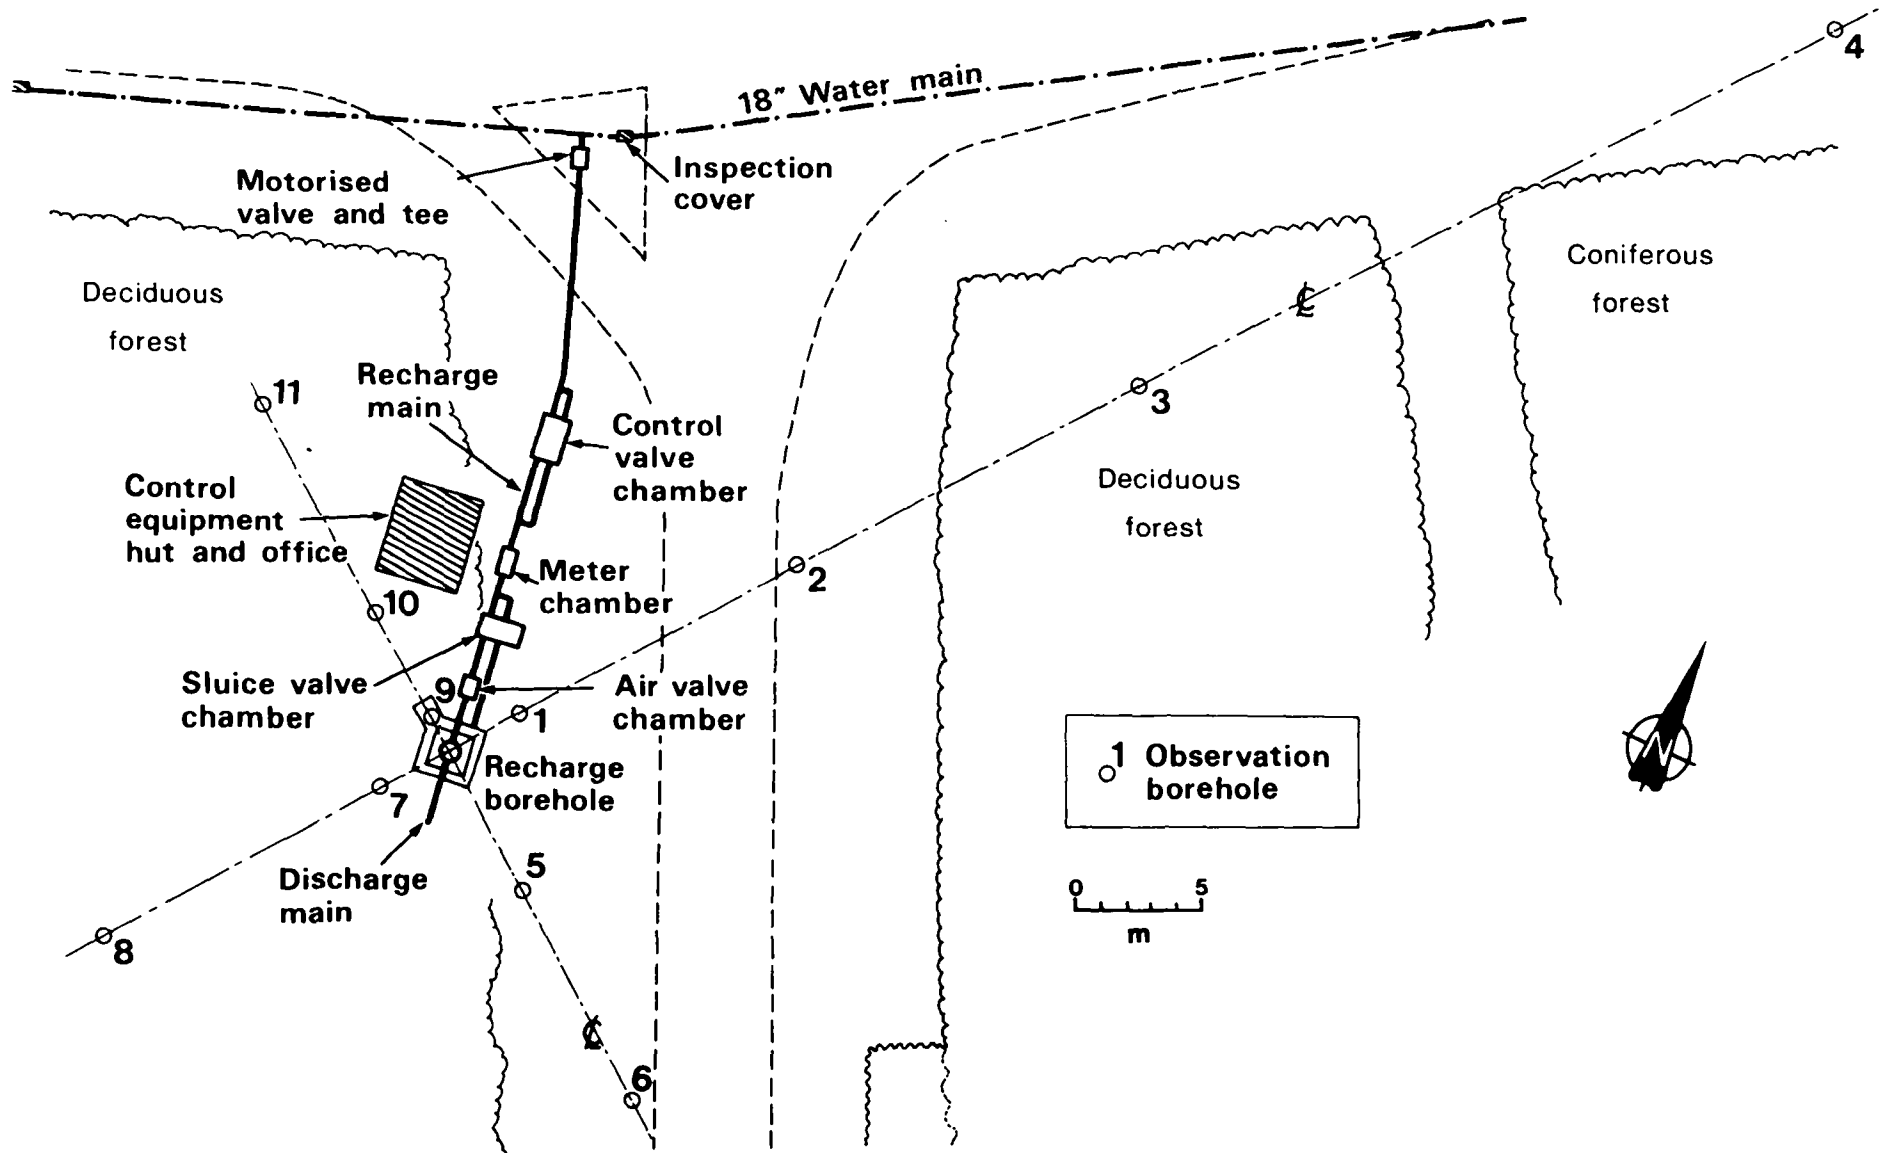 4
18" Water main
Inspection
cover
Motorised
valve and tee
Coniferous
forest
Deciduous
forest
℄
Recharge
main
11
3
Control
valve
chamber
Deciduous
forest
Control
equipment
hut and office
2
Meter
chamber
10
Sluice valve
chamber
9
Air valve
chamber
1
Recharge
borehole
1 Observation
borehole
N
7
Discharge
main
5
0 5
m
8
℄
6